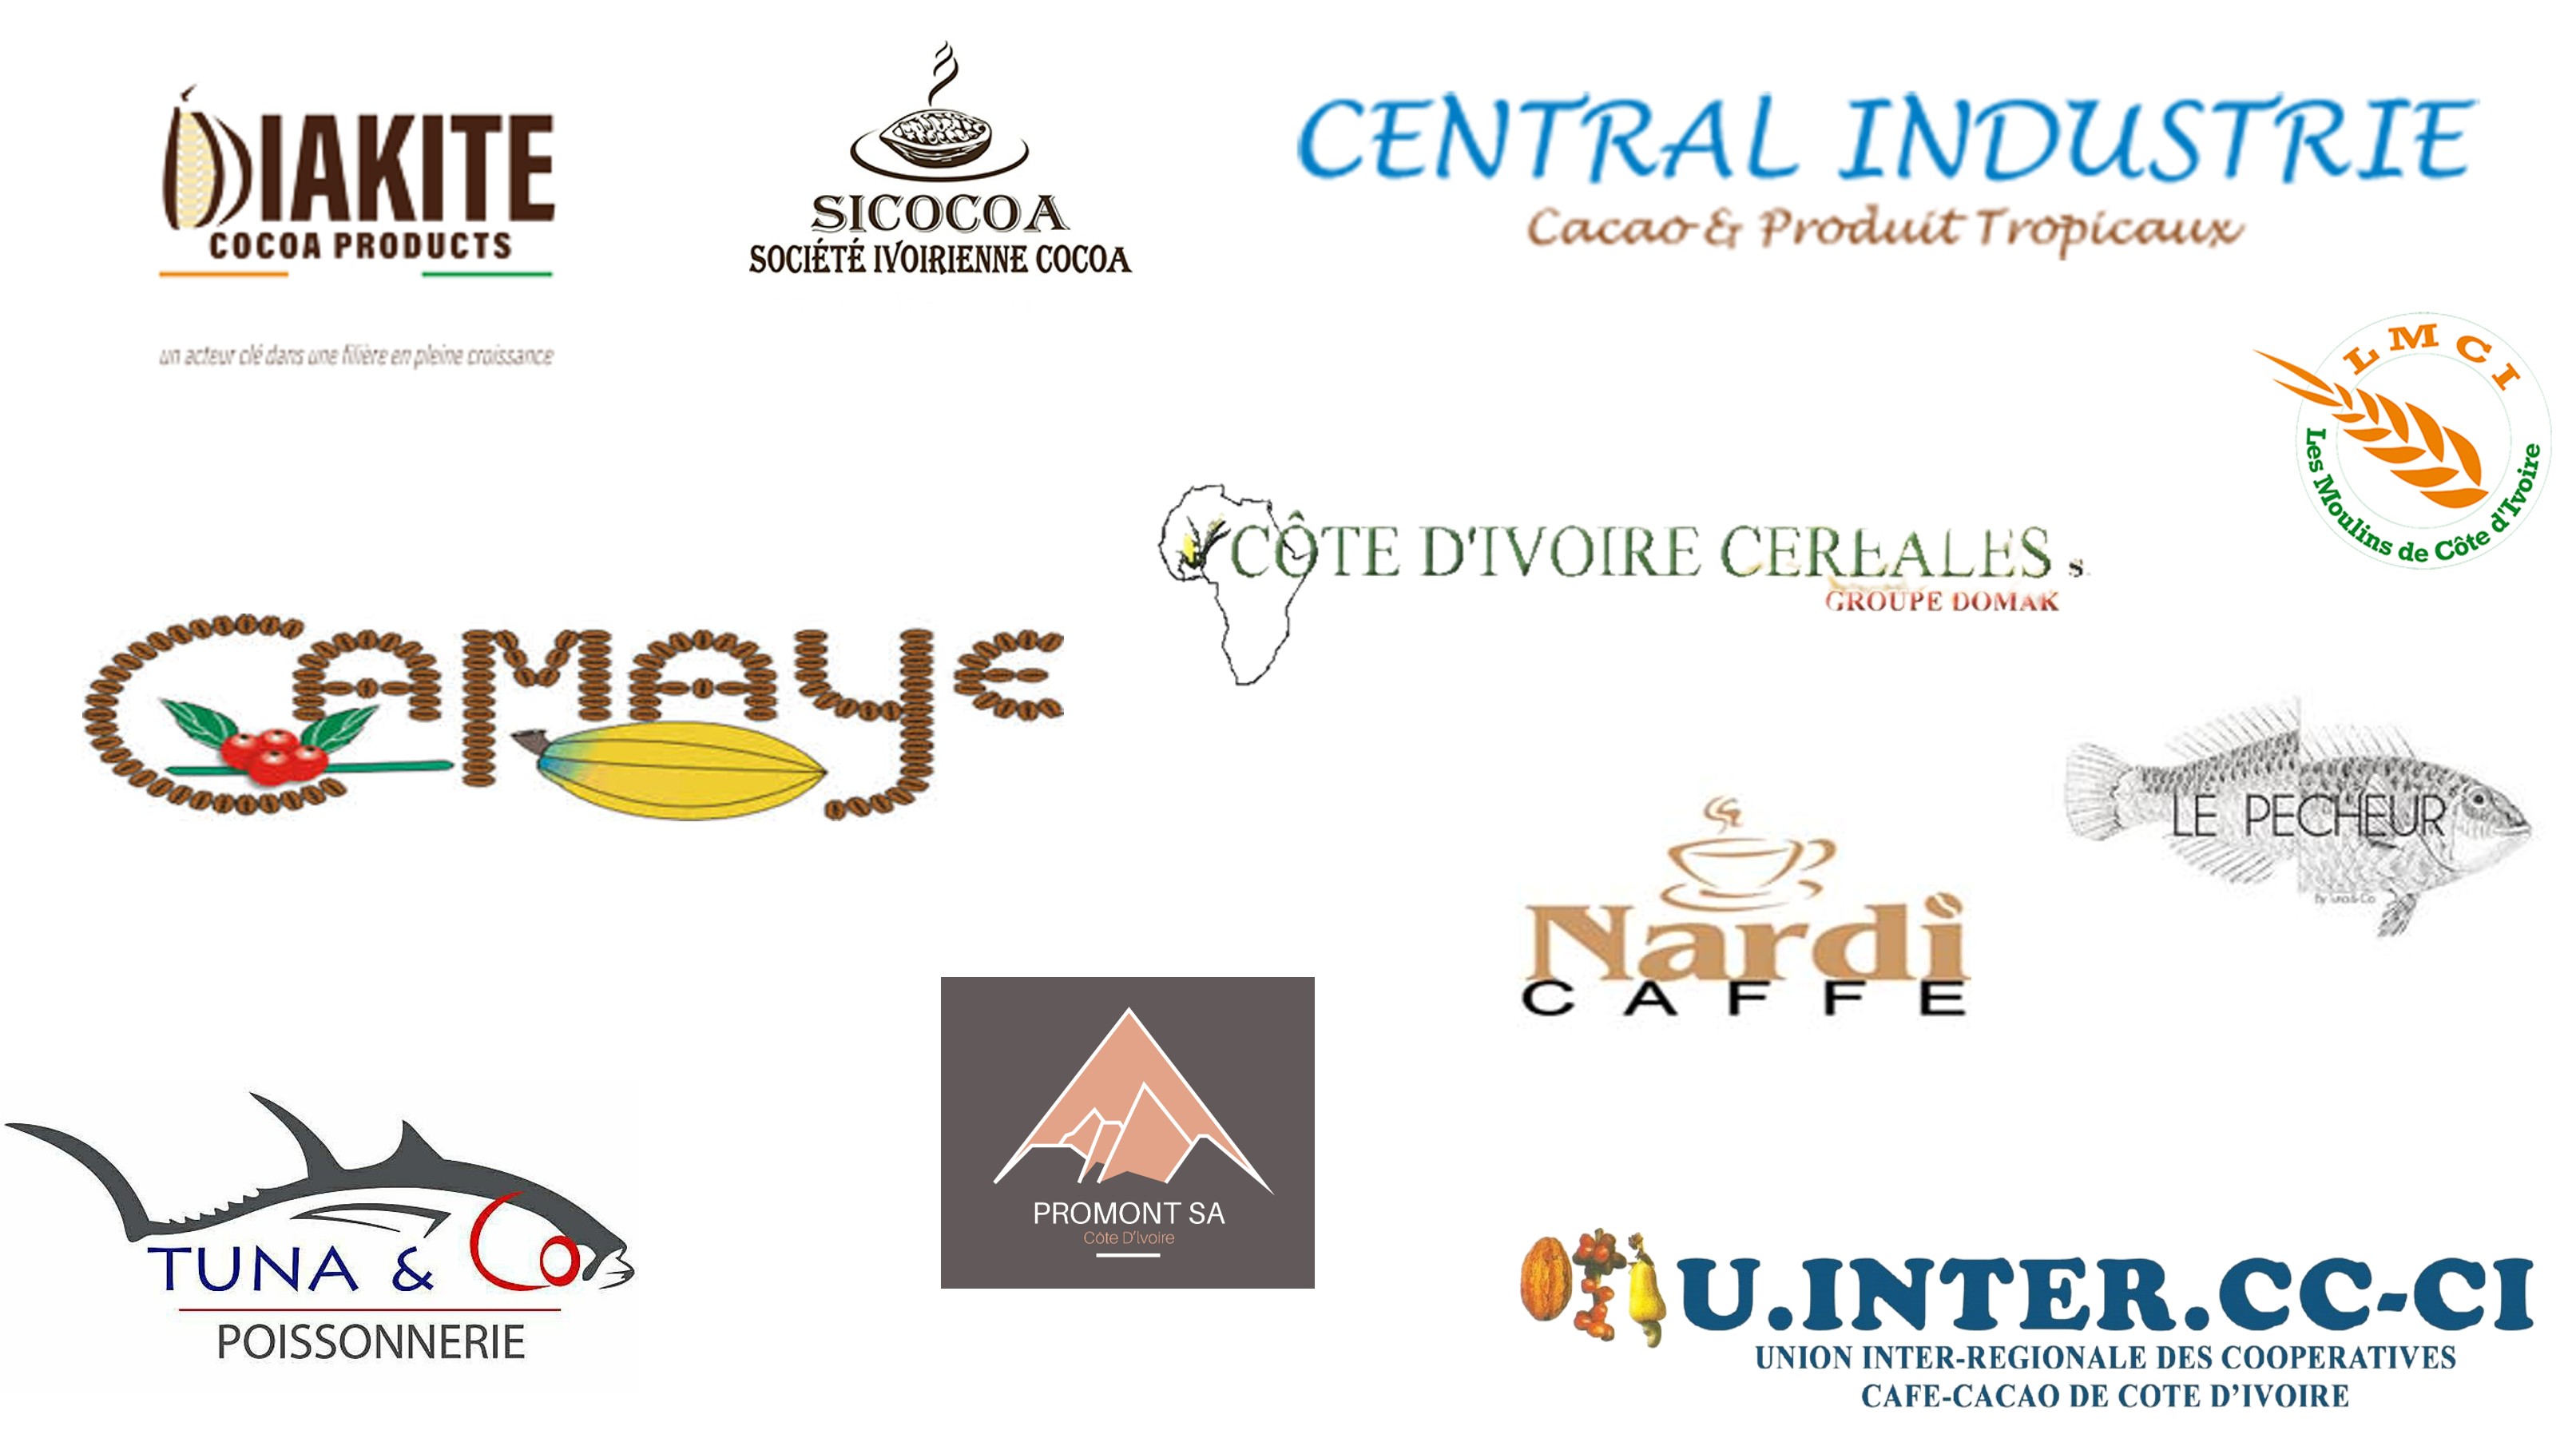 DIAKITE
COCOA PRODUCTS
un acteur clé dans une filière en pleine croissance
SICOCOA
SOCIÉTÉ IVOIRIENNE COCOA
CENTRAL INDUSTRIE
Cacao & Produit Tropicaux
LMCI
Les Moulins de Côte d'Ivoire
CÔTE D'IVOIRE CEREALES S.
GROUPE DOMAK
CAMAYE
LE PECHEUR
By Tuna & Co
Nardi
CAFFE
PROMONT SA
Côte D'Ivoire
TUNA & Co
POISSONNERIE
U.INTER.CC-CI
UNION INTER-REGIONALE DES COOPERATIVES
CAFE-CACAO DE COTE D'IVOIRE